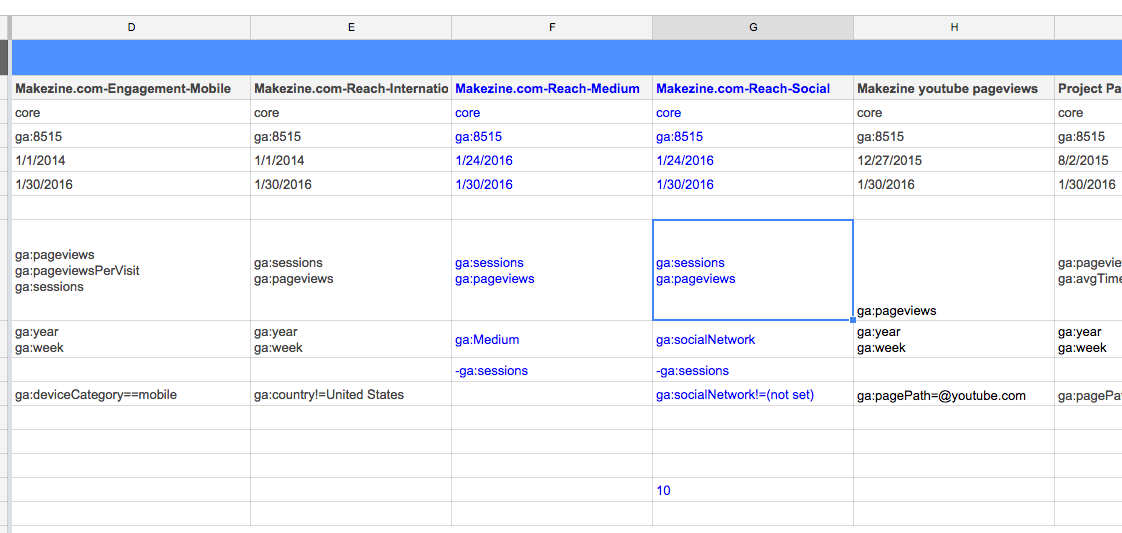 D E F G H
Makezine.com-Engagement-Mobile Makezine.com-Reach-Internatio Makezine.com-Reach-Medium Makezine.com-Reach-Social Makezine youtube pageviews Project Pa
core core core core core core
ga:8515 ga:8515 ga:8515 ga:8515 ga:8515 ga:8515
1/1/2014 1/1/2014 1/24/2016 1/24/2016 12/27/2015 8/2/2015
1/30/2016 1/30/2016 1/30/2016 1/30/2016 1/30/2016 1/30/2016
ga:pageviews
ga:pageviewsPerVisit
ga:sessions
ga:sessions
ga:pageviews
ga:sessions
ga:pageviews
ga:sessions
ga:pageviews
ga:pageviews
ga:pagevie
ga:avgTime
ga:year
ga:week
ga:year
ga:week
ga:Medium
ga:socialNetwork
ga:year
ga:week
ga:year
ga:week
-ga:sessions -ga:sessions
ga:deviceCategory==mobile ga:country!=United States ga:socialNetwork!=(not set) ga:pagePath=@youtube.com ga:pagePa
10